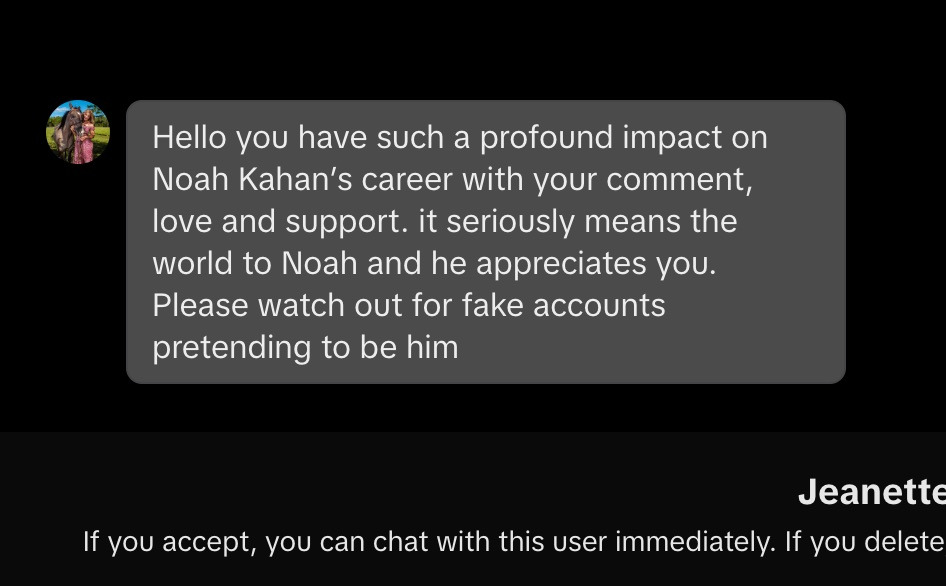 Hello you have such a profound impact on
Noah Kahan’s career with your comment,
love and support. it seriously means the
world to Noah and he appreciates you.
Please watch out for fake accounts
pretending to be him
Jeanette
If you accept, you can chat with this user immediately. If you delete